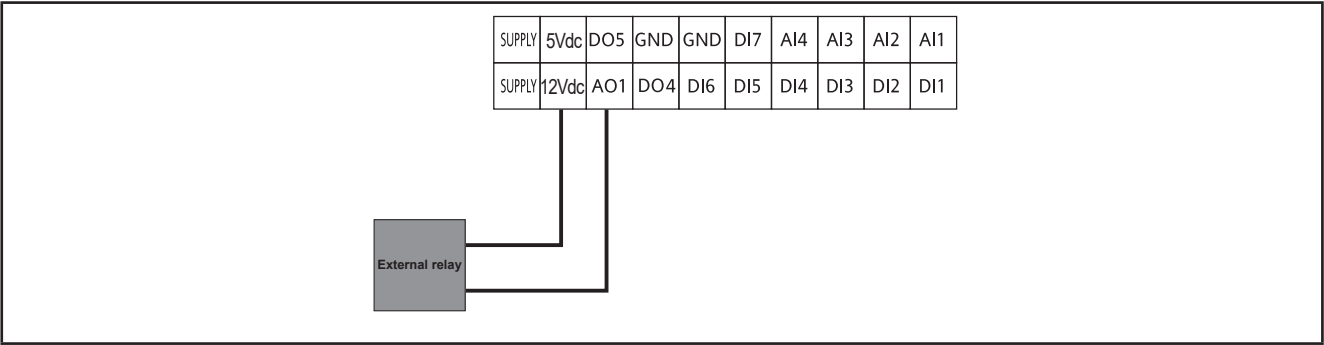 SUPPLY 5Vdc DO5 GND GND DI7 AI4 AI3 AI2 AI1
SUPPLY 12Vdc AO1 DO4 DI6 DI5 DI4 DI3 DI2 DI1
External relay